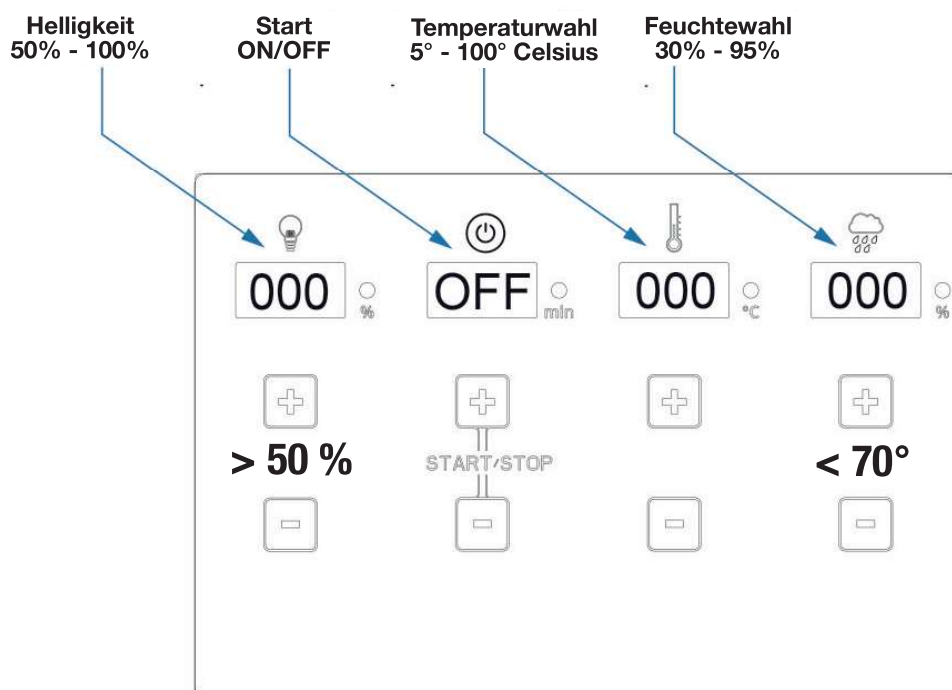 Helligkeit
50% - 100%
Start
ON/OFF
Temperaturwahl
5° - 100° Celsius
Feuchtewahl
30% - 95%
000
%
OFF
min
000
°C
000
%
+
+
+
+
> 50 %
START/STOP
< 70°
-
-
-
-